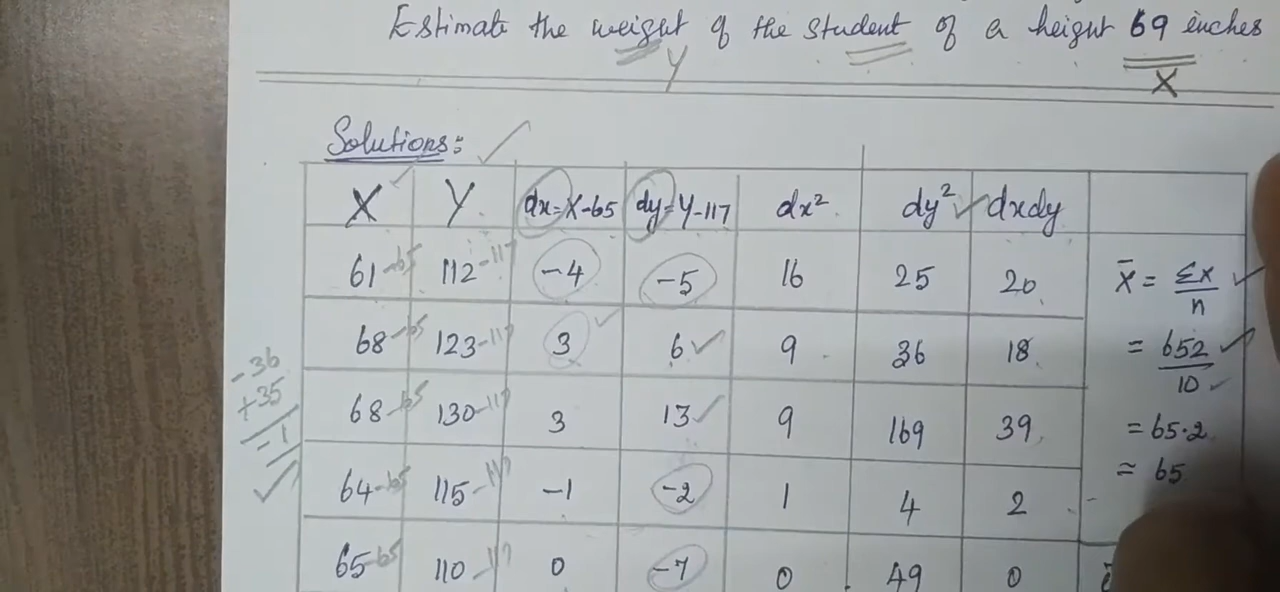 Estimate the weight of the student of a height 69 inches
Y X
Solutions:
X Y dx=X-65 dy=Y-117 dx² dy² dxdy
61-65 112-117 -4 -5 16 25 20
68-65 123-117 3 6 9 36 18
68-65 130-117 3 13 9 169 39
64-65 115-117 -1 -2 1 4 2
65-65 110-117 0 -7 0 49 0
X̄ = Σx
n
= 652
10
= 65.2
≈ 65
-36
+35
-1